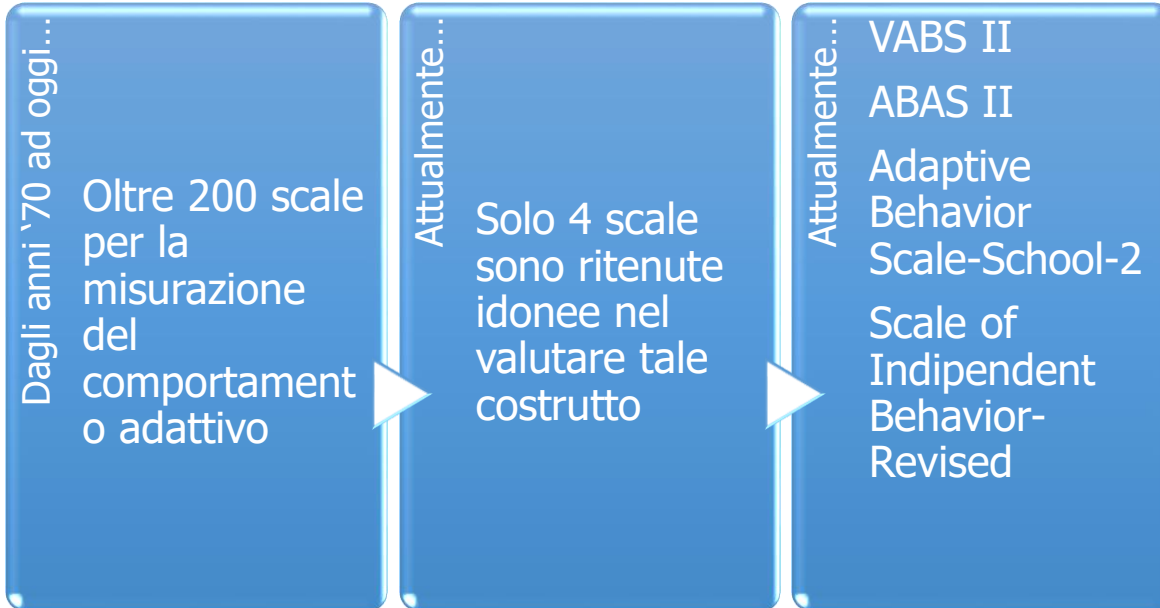 Dagli anni `70 ad oggi...
Oltre 200 scale
per la
misurazione
del
comportament
o adattivo
Attualmente...
Solo 4 scale
sono ritenute
idonee nel
valutare tale
costrutto
Attualmente...
VABS II
ABAS II
Adaptive
Behavior
Scale-School-2
Scale of
Indipendent
Behavior-
Revised